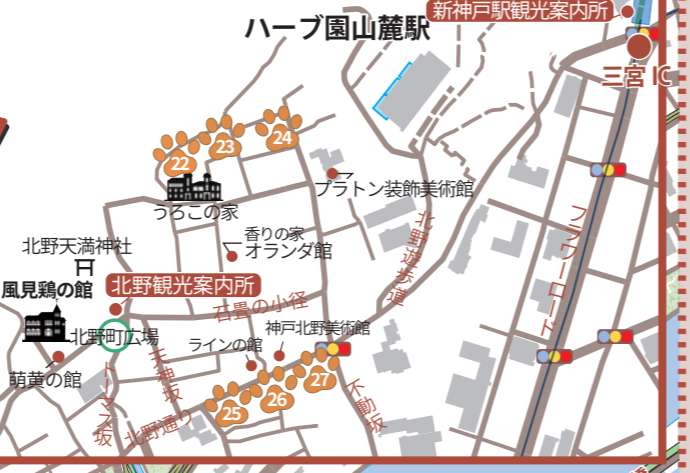 新神戸駅観光案内所
ハーブ園山麓駅
三宮 IC
24
23
22
プラトン装飾美術館
うろこの家
フラワーロード
北野遊歩道
香りの家
オランダ館
北野天満神社
風見鶏の館
北野観光案内所
石畳の小径
北野町広場
神戸北野美術館
ラインの館
萌黄の館
トーマス坂
天神坂
不動坂
27
26
25
北野通り